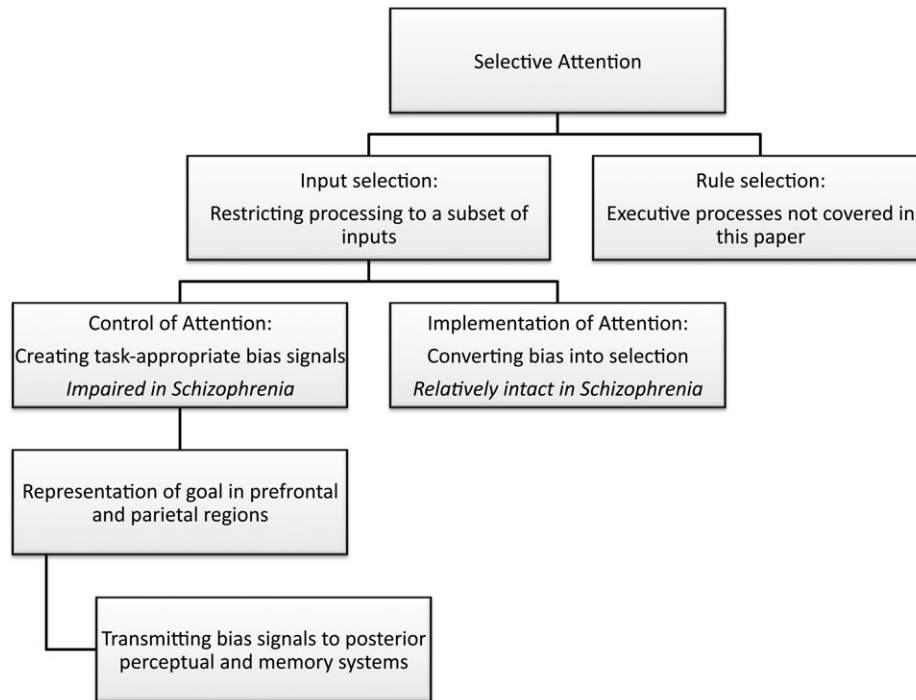 Selective Attention
Input selection:
Restricting processing to a subset of
inputs
Rule selection:
Executive processes not covered in
this paper
Control of Attention:
Creating task-appropriate bias signals
Impaired in Schizophrenia
Implementation of Attention:
Converting bias into selection
Relatively intact in Schizophrenia
Representation of goal in prefrontal
and parietal regions
Transmitting bias signals to posterior
perceptual and memory systems